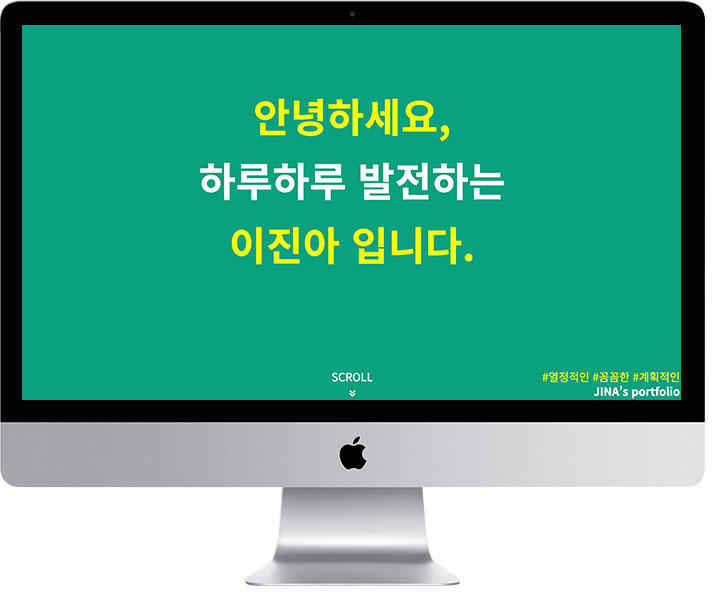 안녕하세요,
하루하루 발전하는
이진아 입니다.
SCROLL
#열정적인 #꼼꼼한 #계획적인
JINA's portfolio